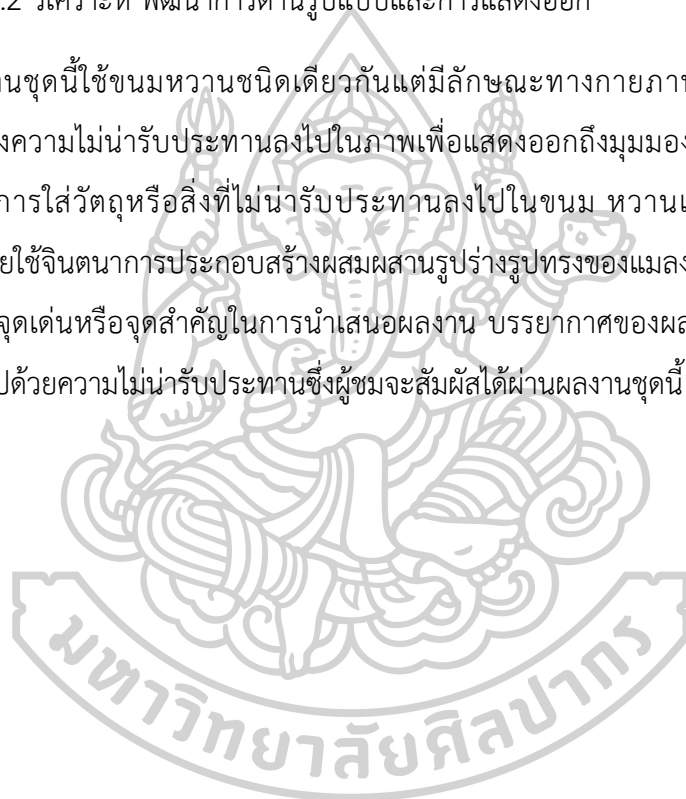 .2 วิเคราะห์ พัฒนาการด้านรูปแบบและการแสดงออก
านชุดนี้ใช้ขนมหวานชนิดเดียวกันแต่มีลักษณะทางกายภา
งความไม่น่ารับประทานลงไปในภาพเพื่อแสดงออกถึงมุมมอง
การใส่วัตถุหรือสิ่งที่ไม่น่ารับประทานลงไปในขนม หวานเ
ยใช้จินตนาการประกอบสร้างผสมผสานรูปร่างรูปทรงของแมลง
จุดเด่นหรือจุดสำคัญในการนำเสนอผลงาน บรรยากาศของผล
ปด้วยความไม่น่ารับประทานซึ่งผู้ชมจะสัมผัสได้ผ่านผลงานชุดนี้
มหาวิทยาลัยศิลปากร